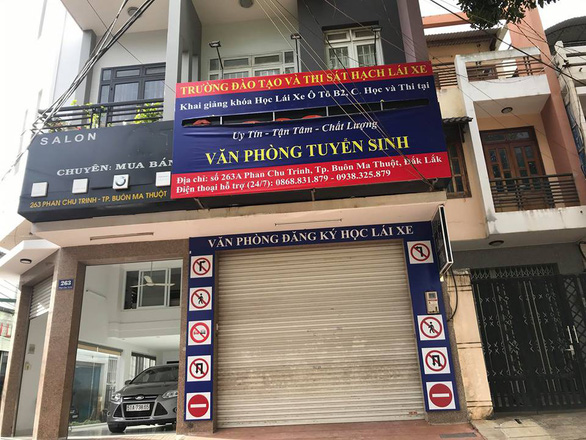 TRƯỜNG ĐÀO TẠO VÀ THI SÁT HẠCH LÁI XE
Khai giảng khóa Học Lái Xe Ô Tô B2, C. Học và Thi tại
Uy Tín - Tận Tâm - Chất Lượng
VĂN PHÒNG TUYỂN SINH
Địa chỉ: số 263A Phan Chu Trinh, Tp. Buôn Ma Thuột, Đắk Lắk
Điện thoại hỗ trợ (24/7): 0868.831.879 - 0938.325.879
SALON
CHUYÊN: MUA BÁN
263 PHAN CHU TRINH - TP. BUÔN MA THUỘT
VĂN PHÒNG ĐĂNG KÝ HỌC LÁI XE
263